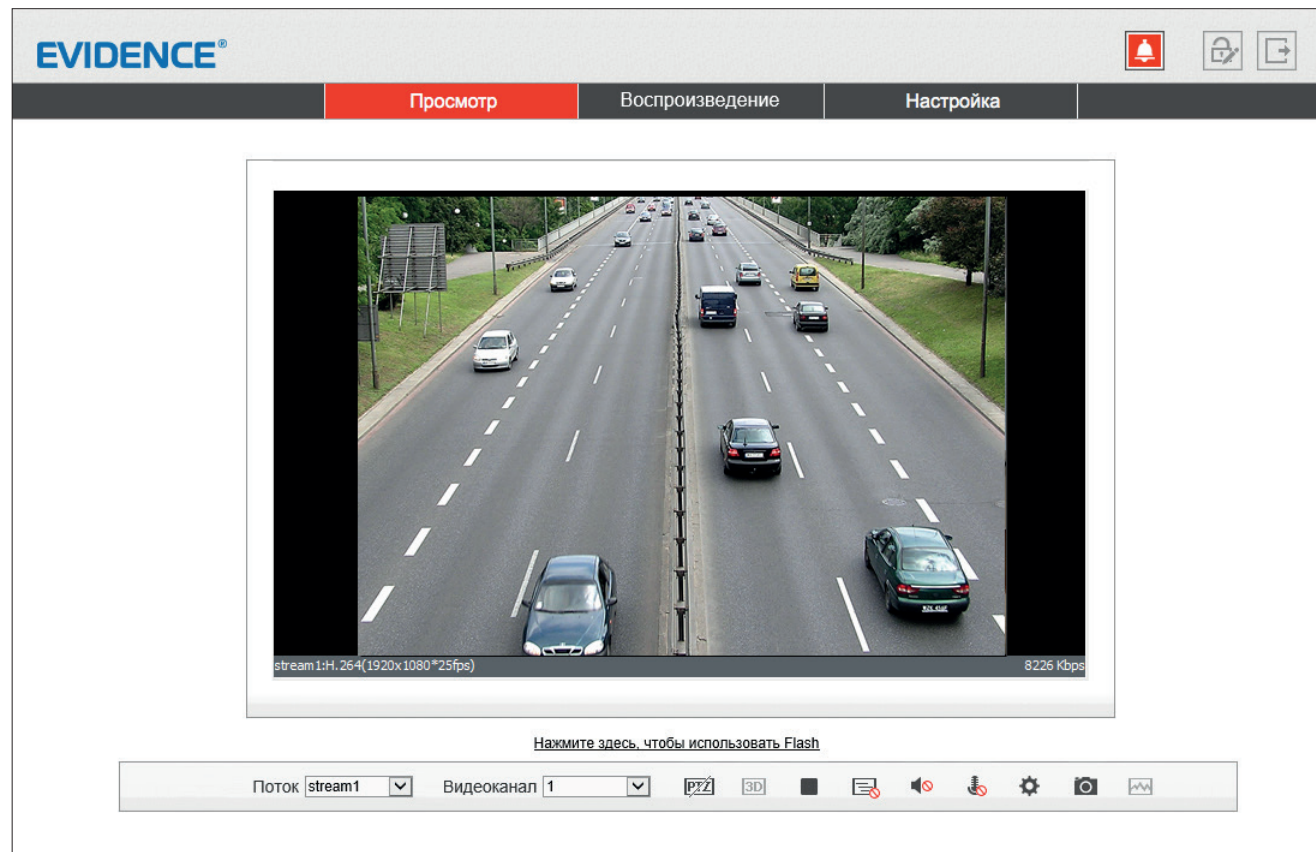 EVIDENCE®
Просмотр Воспроизведение Настройка
stream1:H.264(1920x1080*25fps) 8226 Kbps
Нажмите здесь, чтобы использовать Flash
Поток stream1 Видеоканал 1 PTZ 3D